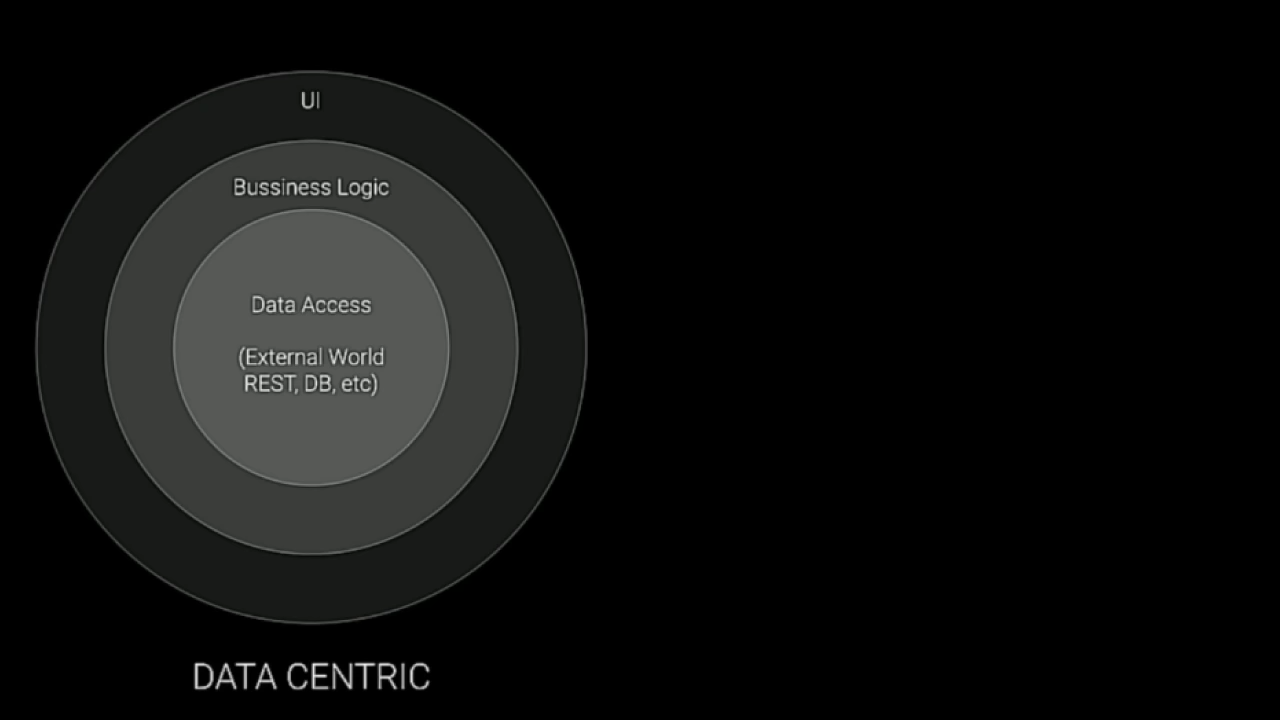 UI
Bussiness Logic
Data Access
(External World
REST, DB, etc)
DATA CENTRIC